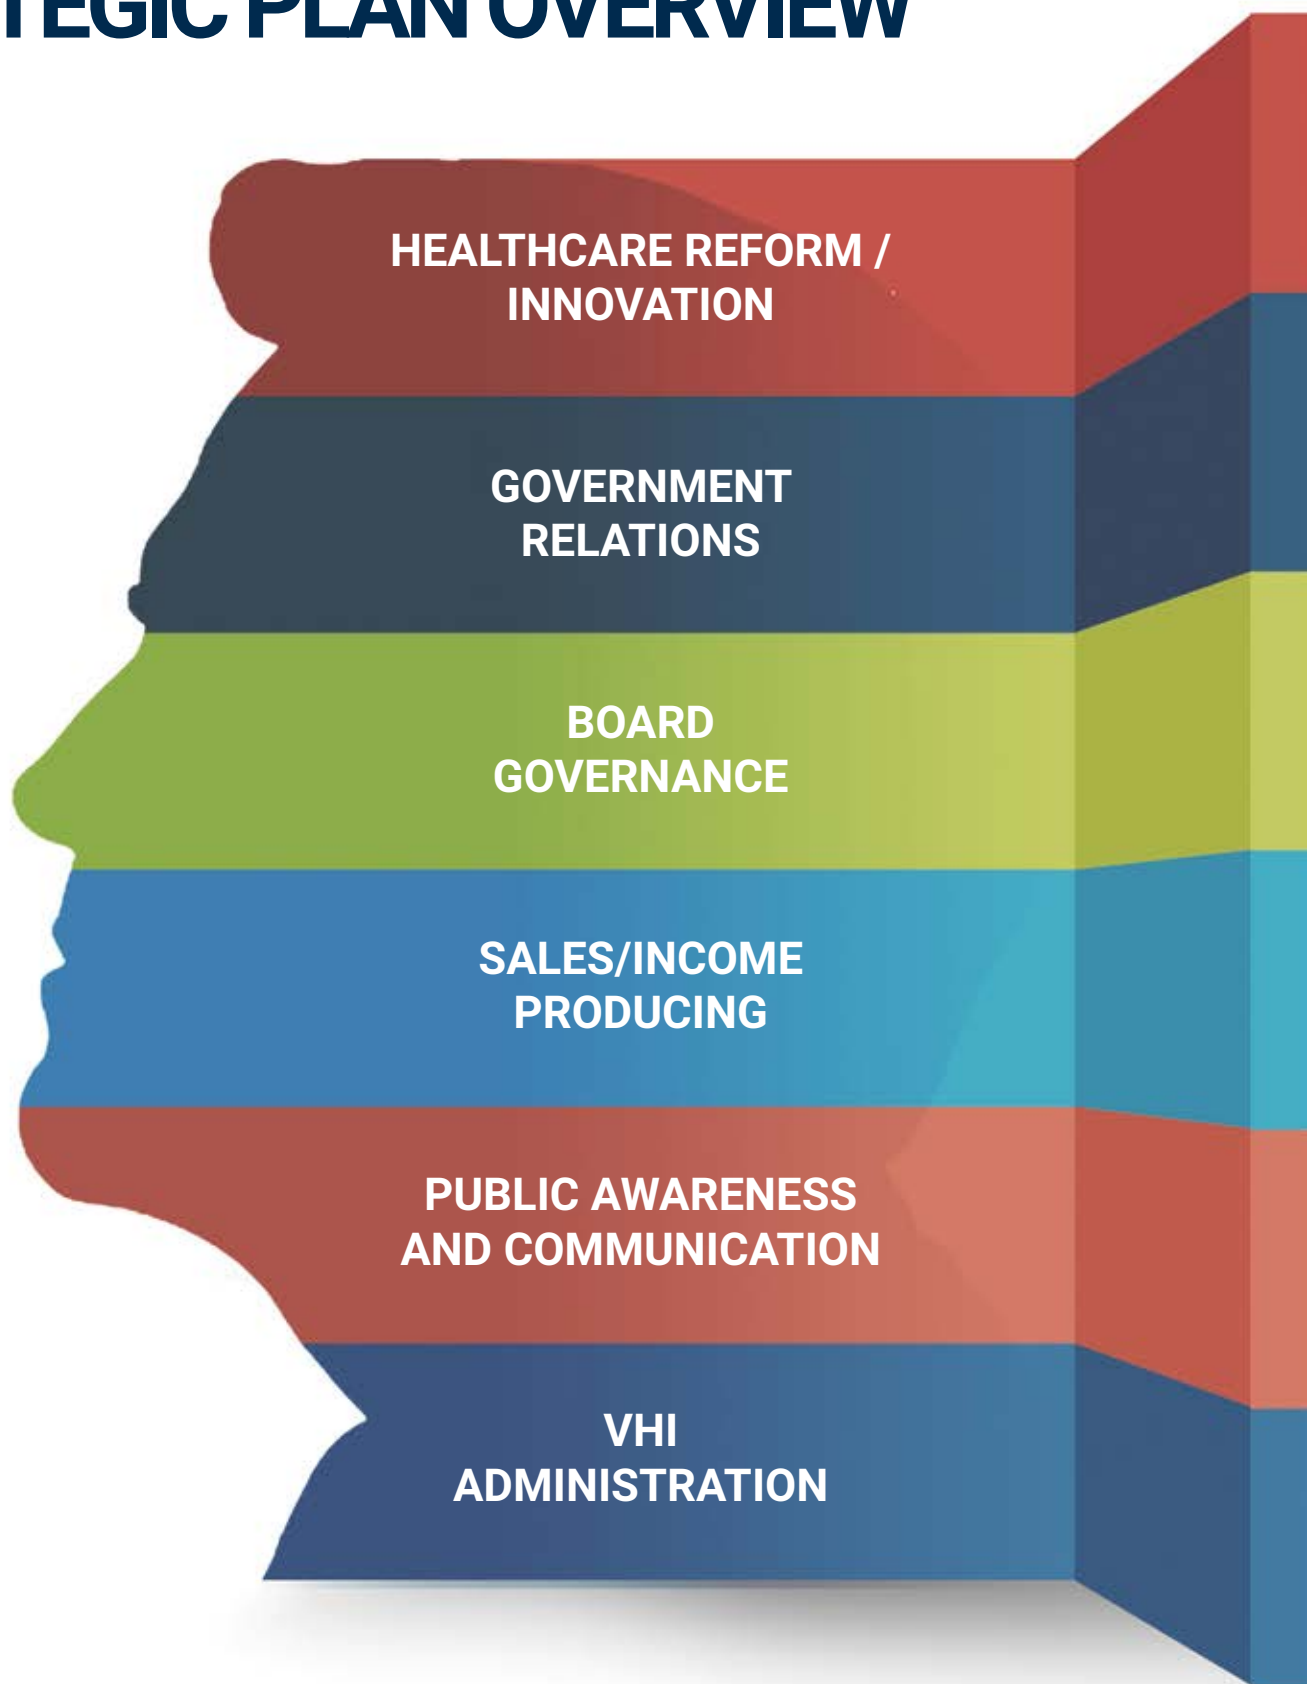 TEGIC PLAN OVERVIEW
HEALTHCARE REFORM /
INNOVATION
GOVERNMENT
RELATIONS
BOARD
GOVERNANCE
SALES/INCOME
PRODUCING
PUBLIC AWARENESS
AND COMMUNICATION
VHI
ADMINISTRATION